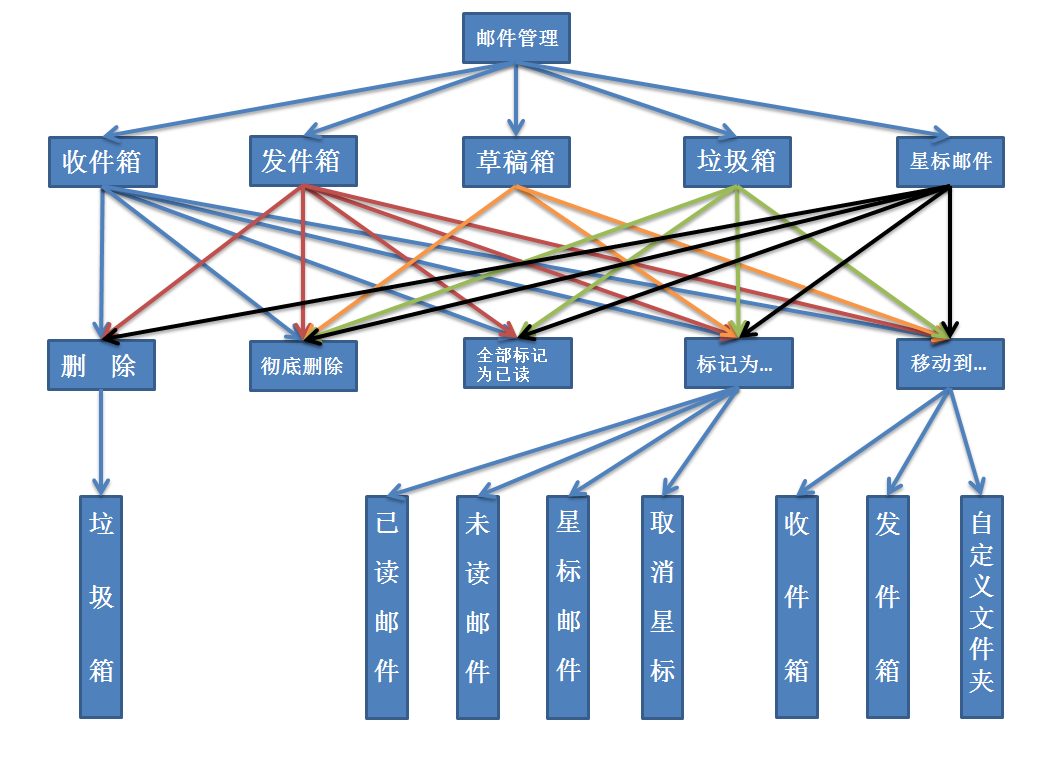 邮件管理
收件箱
发件箱
草稿箱
垃圾箱
星标邮件
删 除
彻底删除
全部标记
为已读
标记为...
移动到...
垃圾箱
已读邮件
未读邮件
星标邮件
取消星标
收件箱
发件箱
自定义文件夹